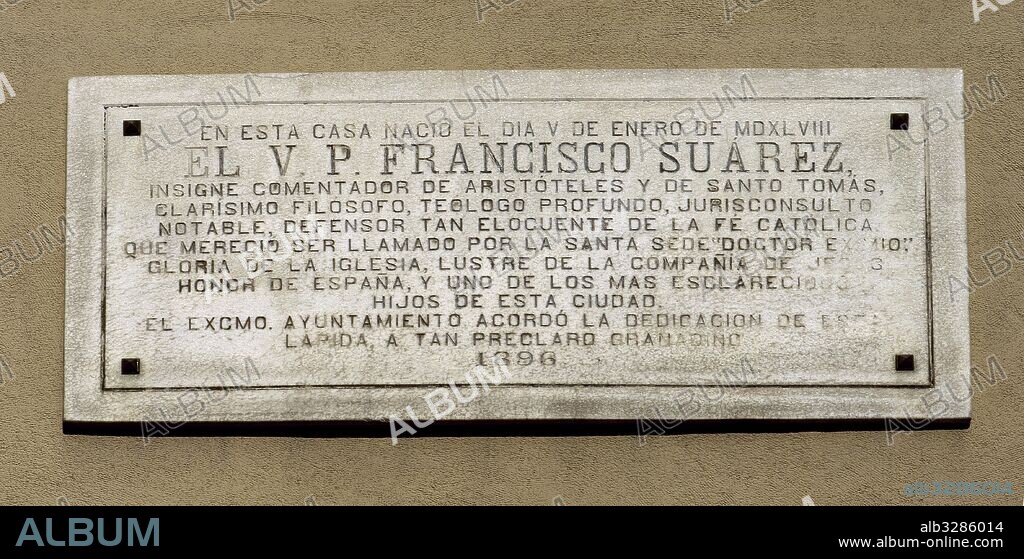 EN ESTA CASA NACIÓ EL DIA V DE ENERO DE MDXLVIII
EL V. P. FRANCISCO SUÁREZ,
INSIGNE COMENTADOR DE ARISTÓTELES Y DE SANTO TOMÁS,
CLARÍSIMO FILÓSOFO, TEÓLOGO PROFUNDO, JURISCONSULTO
NOTABLE, DEFENSOR TAN ELOCUENTE DE LA FÉ CATÓLICA
QUE MERECIÓ SER LLAMADO POR LA SANTA SEDE "DOCTOR EXIMIO",
GLORIA DE LA IGLESIA, LUSTRE DE LA COMPAÑÍA DE
HONOR DE ESPAÑA, Y UNO DE LOS MAS ESCLARECIDOS
HIJOS DE ESTA CIUDAD.
EL EXCMO. AYUNTAMIENTO ACORDÓ LA DEDICACION DE
LÁPIDA, A TAN PRECLARO GRANADINO
1896
ALBUM
alb3286014
www.album-online.com